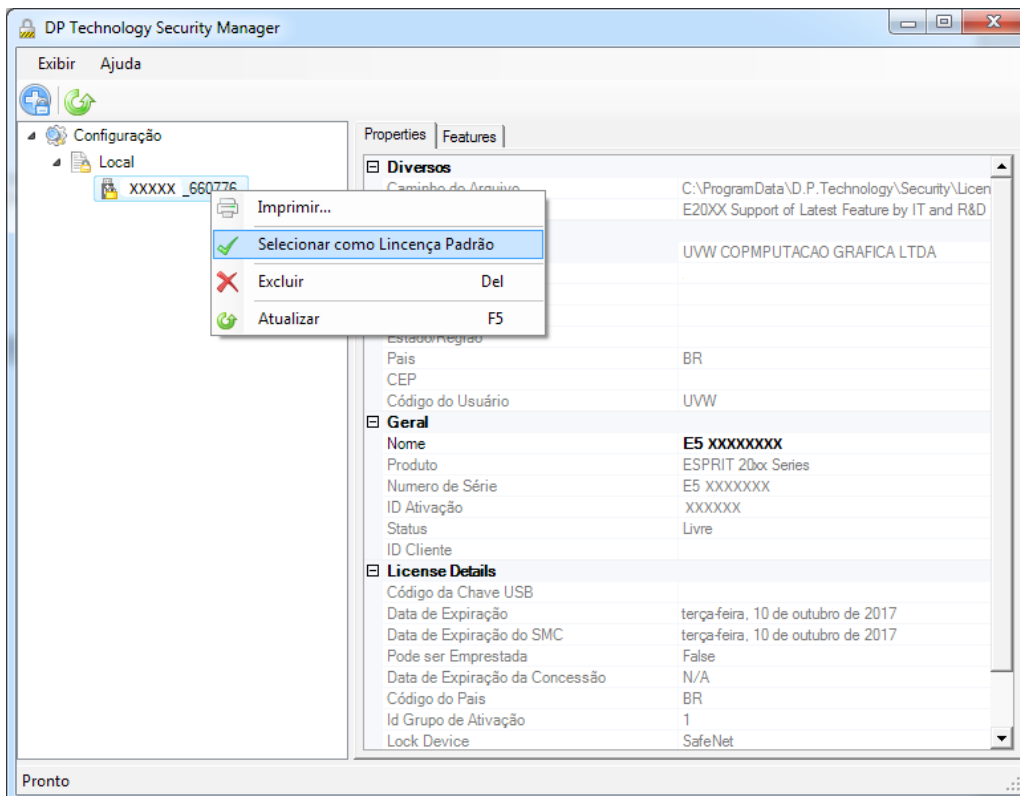 DP Technology Security Manager
Exibir Ajuda
Configuração
Local
XXXXX _660776
Imprimir...
Selecionar como Lincença Padrão
Excluir Del
Atualizar F5
Properties Features
Diversos
Caminho do Arquivo C:\ProgramData\D.P.Technology\Security\Licen
E20XX Support of Latest Feature by IT and R&D
UVW COPMPUTACAO GRAFICA LTDA
Estado/Região
Pais BR
CEP
Código do Usuário UVW
Geral
Nome E5 XXXXXXXX
Produto ESPRIT 20xx Series
Numero de Série E5 XXXXXXX
ID Ativação XXXXXX
Status Livre
ID Cliente
License Details
Código da Chave USB
Data de Expiração terça-feira, 10 de outubro de 2017
Data de Expiração do SMC terça-feira, 10 de outubro de 2017
Pode ser Emprestada False
Data de Expiração da Concessão N/A
Código do Pais BR
Id Grupo de Ativação 1
Lock Device SafeNet
Pronto